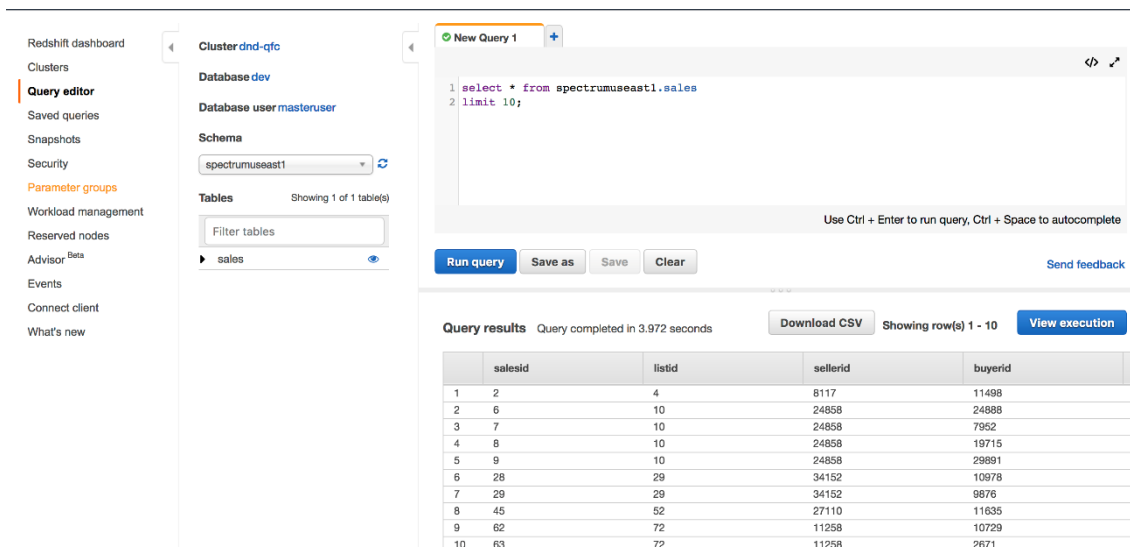 Redshift dashboard
Clusters
Query editor
Saved queries
Snapshots
Security
Parameter groups
Workload management
Reserved nodes
Advisor Beta
Events
Connect client
What's new
Cluster dnd-qfc
Database dev
Database user masteruser
Schema
spectrumuseast1
Tables Showing 1 of 1 table(s)
Filter tables
sales
New Query 1 +
</>
1 select * from spectrumuseast1.sales
2 limit 10;
Use Ctrl + Enter to run query, Ctrl + Space to autocomplete
Run query Save as Save Clear Send feedback
Query results Query completed in 3.972 seconds Download CSV Showing row(s) 1 - 10 View execution
salesid listid sellerid buyerid
1 2 4 8117 11498
2 6 10 24858 24888
3 7 10 24858 7952
4 8 10 24858 19715
5 9 10 24858 29891
6 28 29 34152 10978
7 29 29 34152 9876
8 45 52 27110 11635
9 62 72 11258 10729
10 63 72 11258 2671